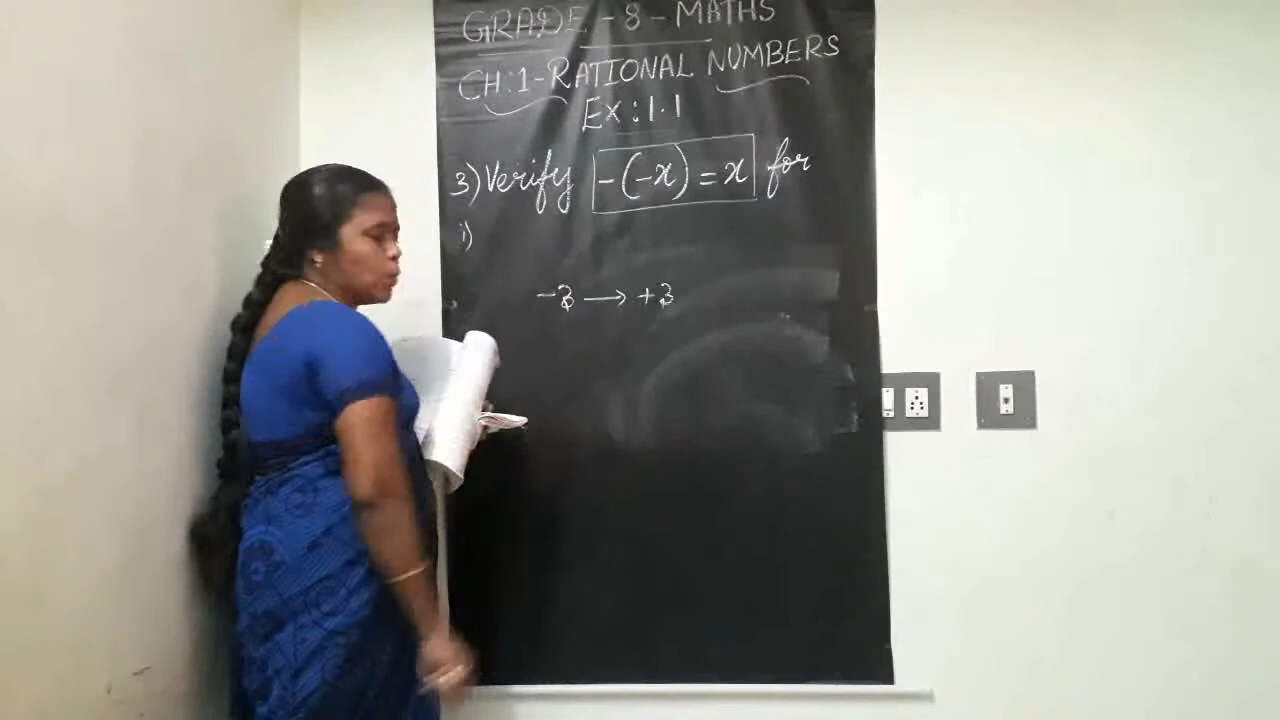 GRADE - 8 - MATHS
CH:1-RATIONAL NUMBERS
Ex:1.1
3) Verify -(-x) = x for
i)
-3 → +3